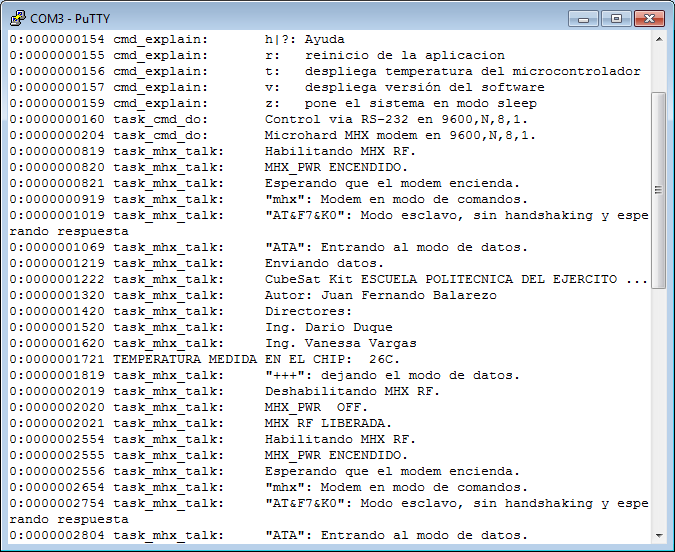 COM3 - PuTTY
0:0000000154 cmd_explain: h|?: Ayuda
0:0000000155 cmd_explain: r: reinicio de la aplicacion
0:0000000156 cmd_explain: t: despliega temperatura del microcontrolador
0:0000000157 cmd_explain: v: despliega versión del software
0:0000000159 cmd_explain: z: pone el sistema en modo sleep
0:0000000160 task_cmd_do: Control via RS-232 en 9600,N,8,1.
0:0000000204 task_cmd_do: Microhard MHX modem en 9600,N,8,1.
0:0000000819 task_mhx_talk: Habilitando MHX RF.
0:0000000820 task_mhx_talk: MHX_PWR ENCENDIDO.
0:0000000821 task_mhx_talk: Esperando que el modem encienda.
0:0000000919 task_mhx_talk: "mhx": Modem en modo de comandos.
0:0000001019 task_mhx_talk: "AT&F7&K0": Modo esclavo, sin handshaking y espe
rando respuesta
0:0000001069 task_mhx_talk: "ATA": Entrando al modo de datos.
0:0000001219 task_mhx_talk: Enviando datos.
0:0000001222 task_mhx_talk: CubeSat Kit ESCUELA POLITECNICA DEL EJERCITO ...
0:0000001320 task_mhx_talk: Autor: Juan Fernando Balarezo
0:0000001420 task_mhx_talk: Directores:
0:0000001520 task_mhx_talk: Ing. Dario Duque
0:0000001620 task_mhx_talk: Ing. Vanessa Vargas
0:0000001721 TEMPERATURA MEDIDA EN EL CHIP: 26C.
0:0000001819 task_mhx_talk: "+++": dejando el modo de datos.
0:0000002019 task_mhx_talk: Deshabilitando MHX RF.
0:0000002020 task_mhx_talk: MHX_PWR OFF.
0:0000002021 task_mhx_talk: MHX RF LIBERADA.
0:0000002554 task_mhx_talk: Habilitando MHX RF.
0:0000002555 task_mhx_talk: MHX_PWR ENCENDIDO.
0:0000002556 task_mhx_talk: Esperando que el modem encienda.
0:0000002654 task_mhx_talk: "mhx": Modem en modo de comandos.
0:0000002754 task_mhx_talk: "AT&F7&K0": Modo esclavo, sin handshaking y espe
rando respuesta
0:0000002804 task_mhx_talk: "ATA": Entrando al modo de datos.